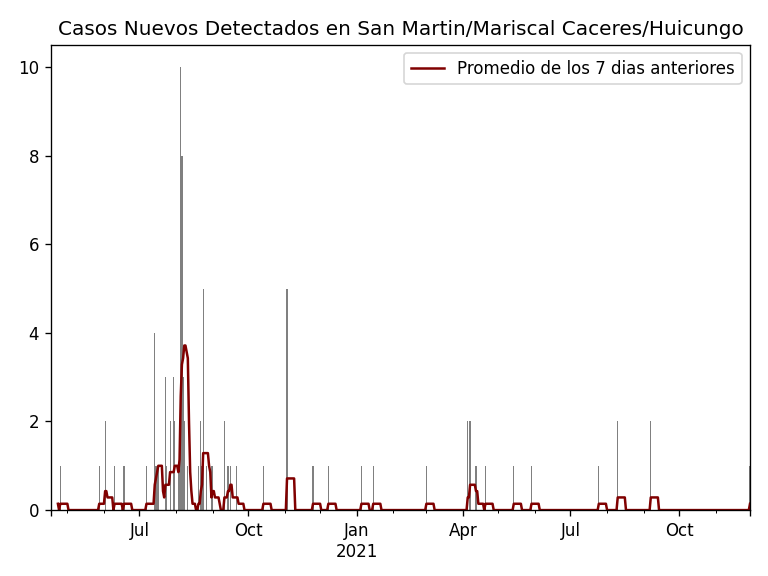 Casos Nuevos Detectados en San Martin/Mariscal Caceres/Huicungo
Promedio de los 7 dias anteriores
10
8
6
4
2
0
Jul
Oct
Jan
2021
Apr
Jul
Oct